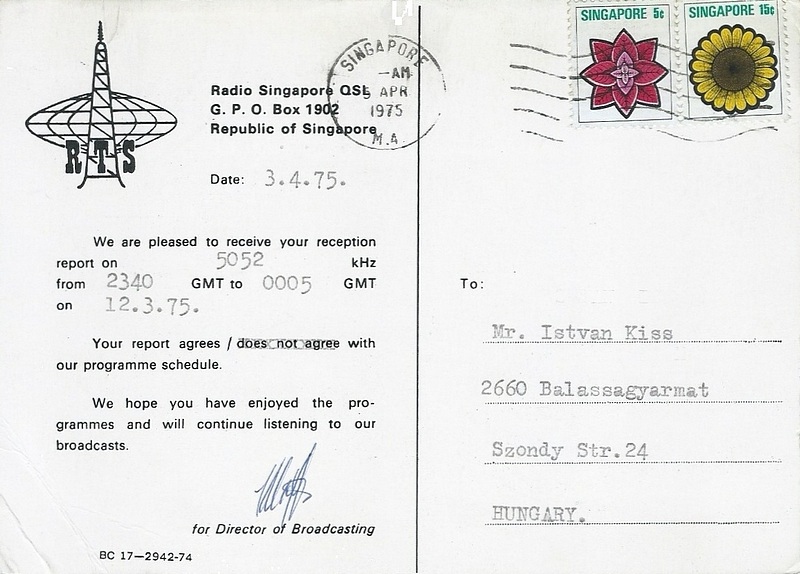 RTS
Radio Singapore QSL
G. P. O. Box 1902
Republic of Singapore
Date: 3.4.75.
We are pleased to receive your reception
report on 5052 kHz
from 2340 GMT to 0005 GMT
on 12.3.75.
Your report agrees / does not agree with
our programme schedule.
We hope you have enjoyed the pro-
grammes and will continue listening to our
broadcasts.
for Director of Broadcasting
BC 17—2942-74
SINGAPORE
—AM
APR
1975
M.A.
SINGAPORE 5¢
SINGAPORE 15¢
To:
Mr. Istvan Kiss
2660 Balassagyarmat
Szondy Str.24
HUNGARY.